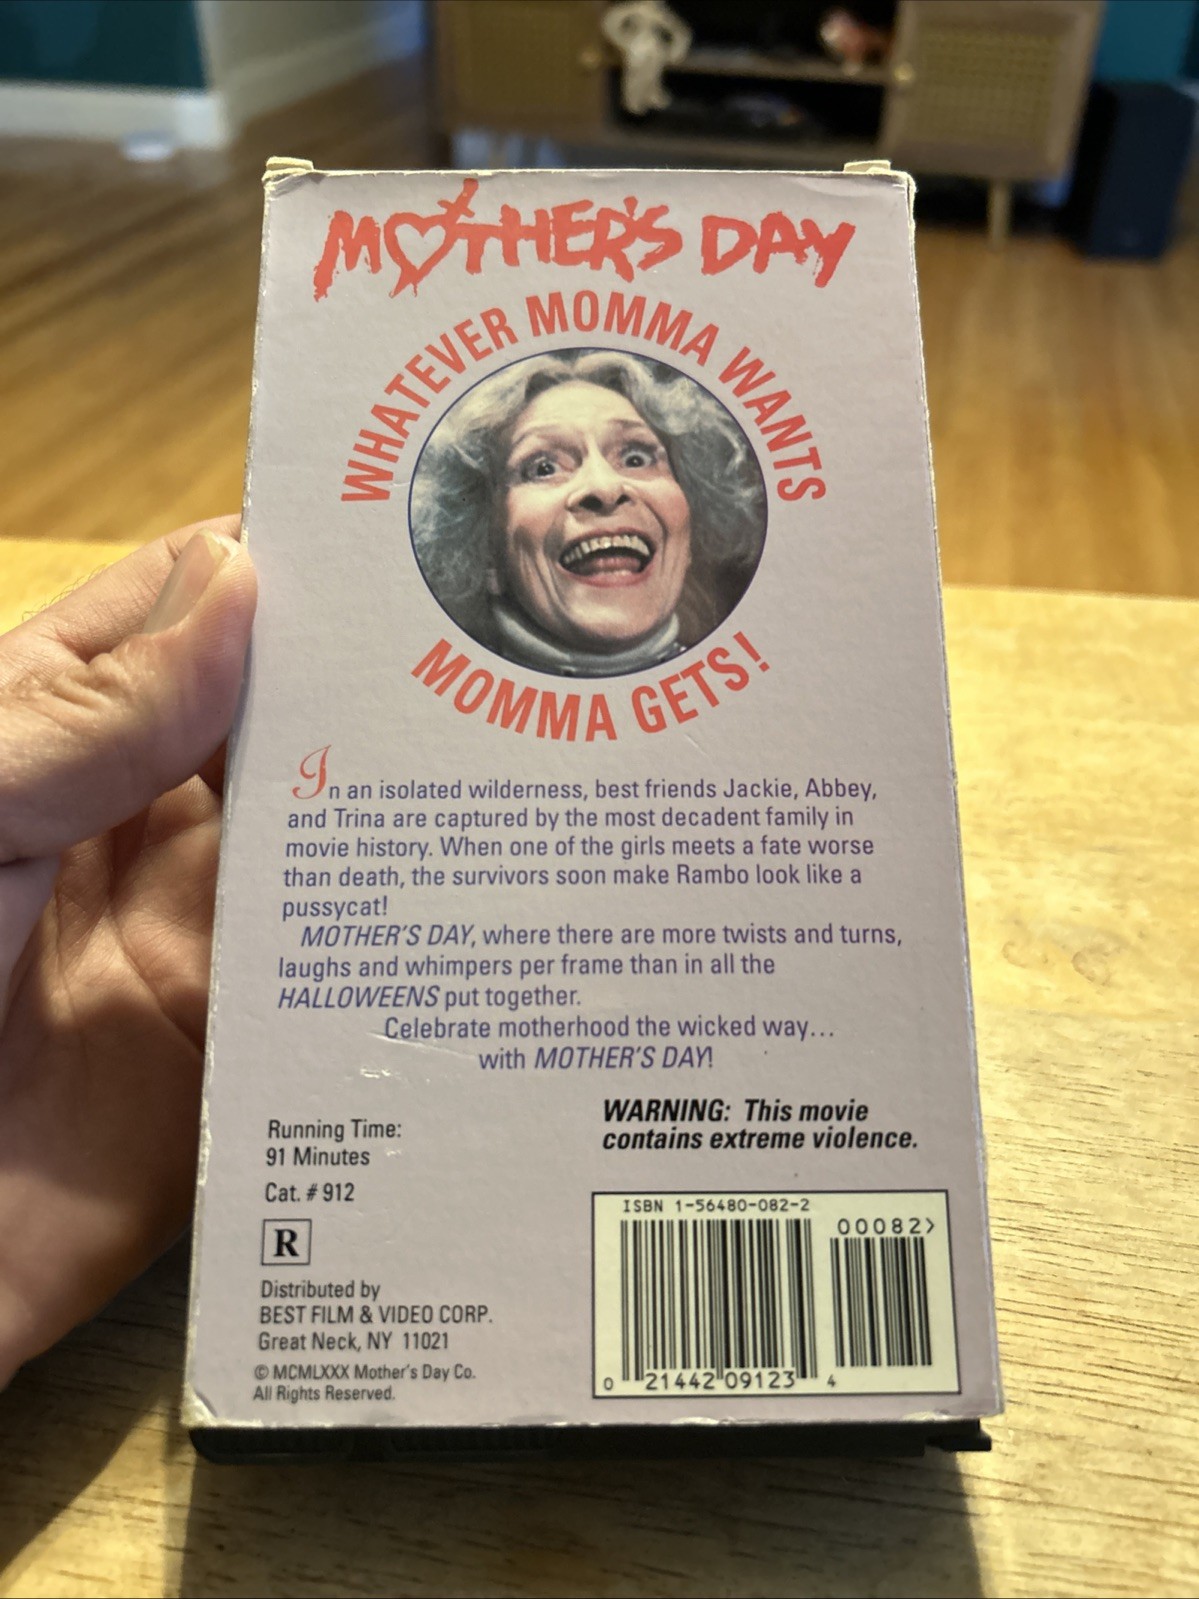 MOTHER'S DAY
WHATEVER MOMMA WANTS
MOMMA GETS!
In an isolated wilderness, best friends Jackie, Abbey,
and Trina are captured by the most decadent family in
movie history. When one of the girls meets a fate worse
than death, the survivors soon make Rambo look like a
pussycat!
MOTHER'S DAY, where there are more twists and turns,
laughs and whimpers per frame than in all the
HALLOWEENS put together.
Celebrate motherhood the wicked way...
with MOTHER'S DAY!
WARNING: This movie
contains extreme violence.
Running Time:
91 Minutes
Cat. # 912
R
Distributed by
BEST FILM & VIDEO CORP.
Great Neck, NY 11021
© MCMLXXX Mother's Day Co.
All Rights Reserved.
ISBN 1-56480-082-2
00082>
0 21442 09123 4